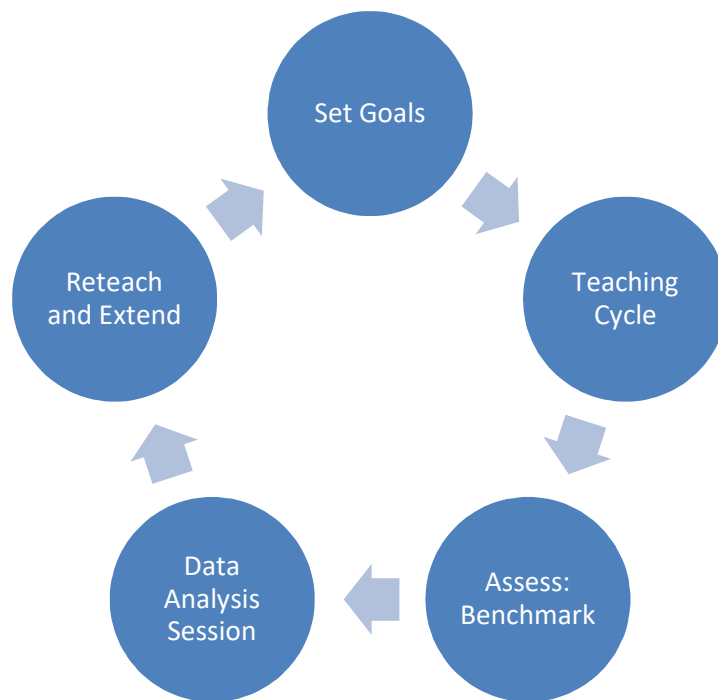 Set Goals
Teaching
Cycle
Assess:
Benchmark
Data
Analysis
Session
Reteach
and Extend